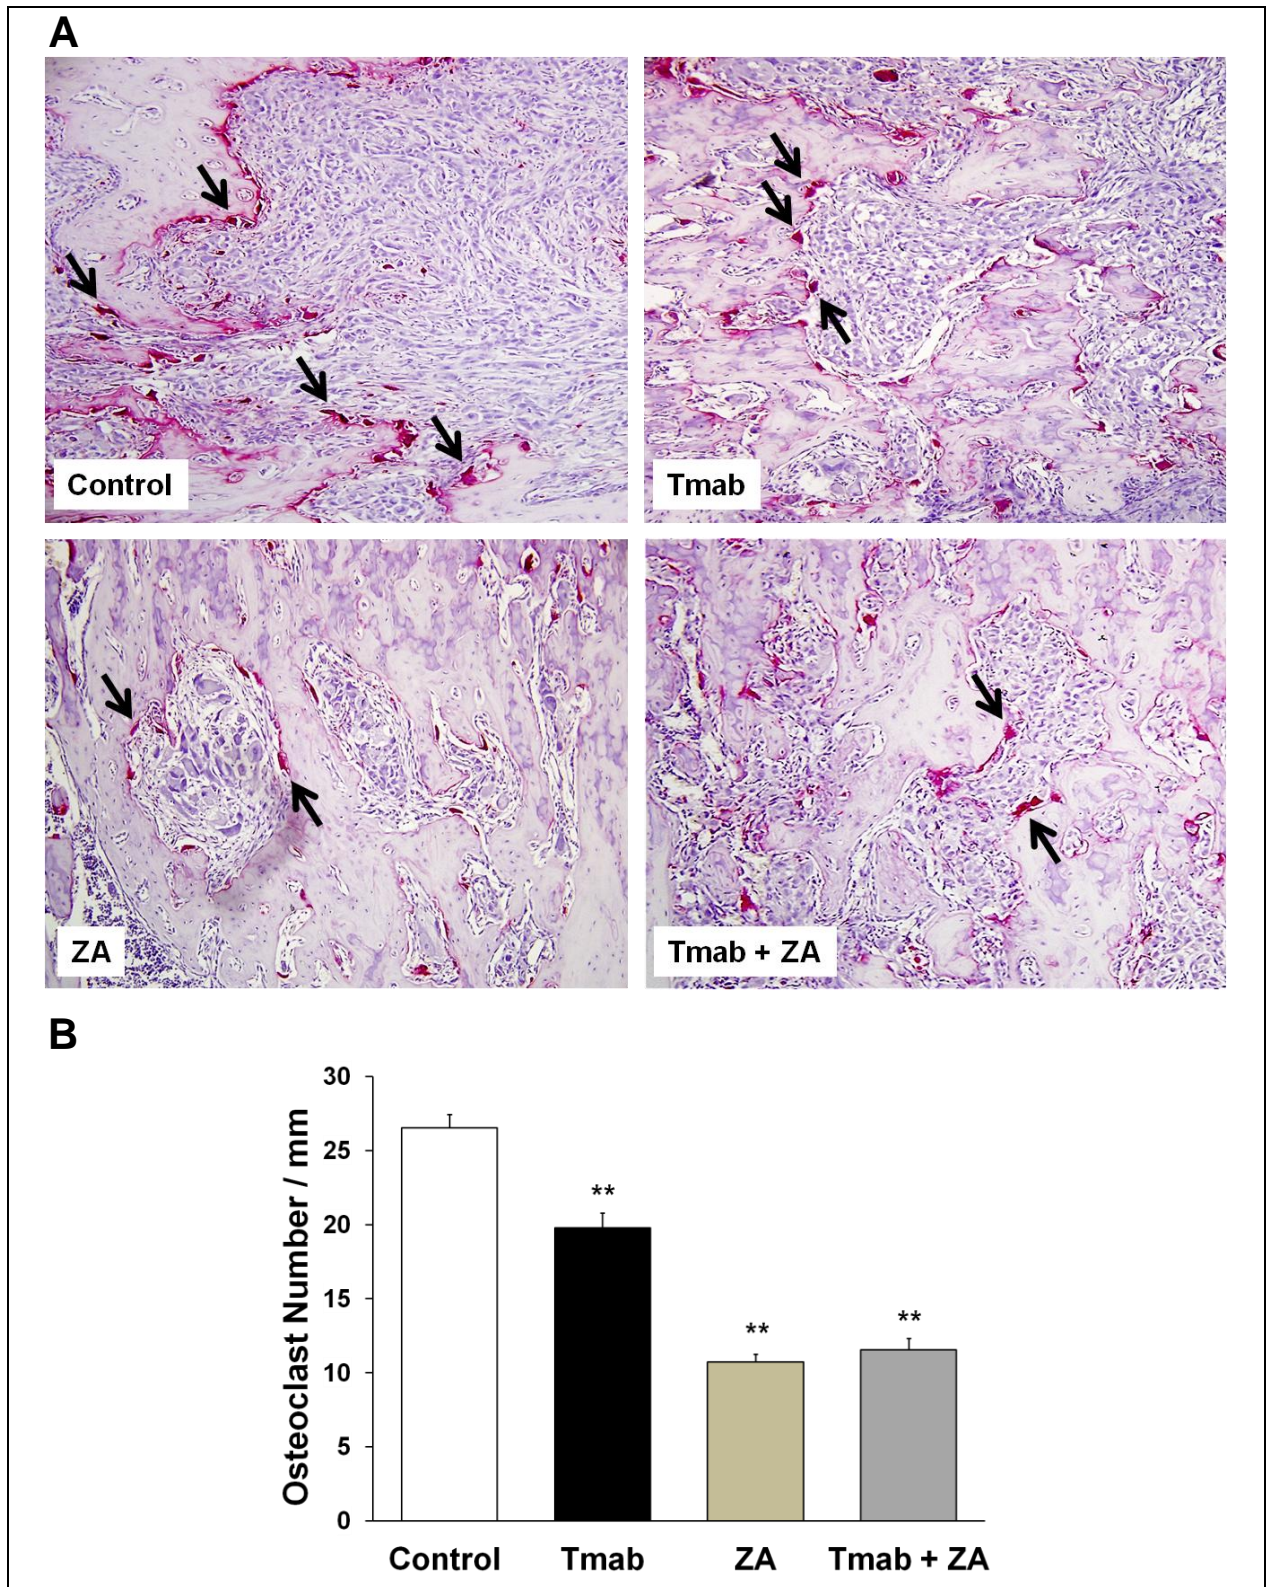 A
Control
Tmab
ZA
Tmab + ZA
B
Osteoclast Number / mm
30
25
20
15
10
5
0
**
**
**
Control Tmab ZA Tmab + ZA